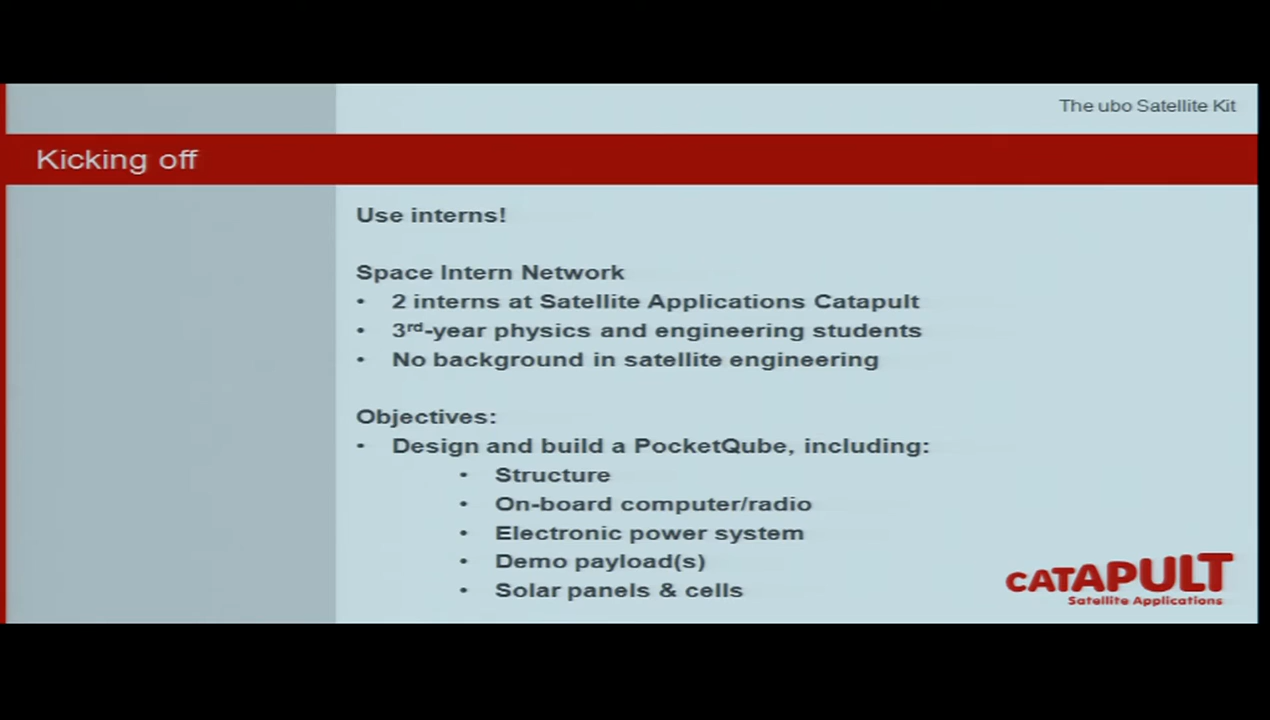 The ubo Satellite Kit
Kicking off
Use interns!
Space Intern Network
• 2 interns at Satellite Applications Catapult
• 3rd-year physics and engineering students
• No background in satellite engineering
Objectives:
• Design and build a PocketQube, including:
• Structure
• On-board computer/radio
• Electronic power system
• Demo payload(s)
• Solar panels & cells
CATAPULT
Satellite Applications